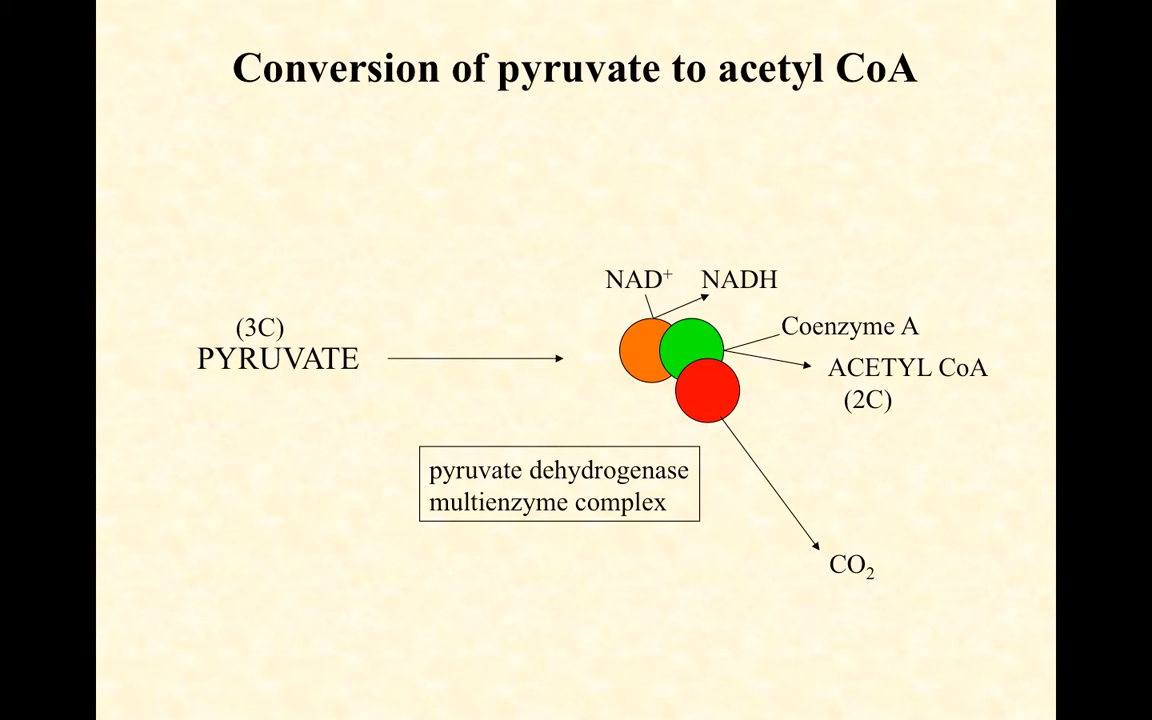 Conversion of pyruvate to acetyl CoA
NAD⁺ NADH
(3C)
PYRUVATE
Coenzyme A
ACETYL CoA
(2C)
pyruvate dehydrogenase
multienzyme complex
CO₂